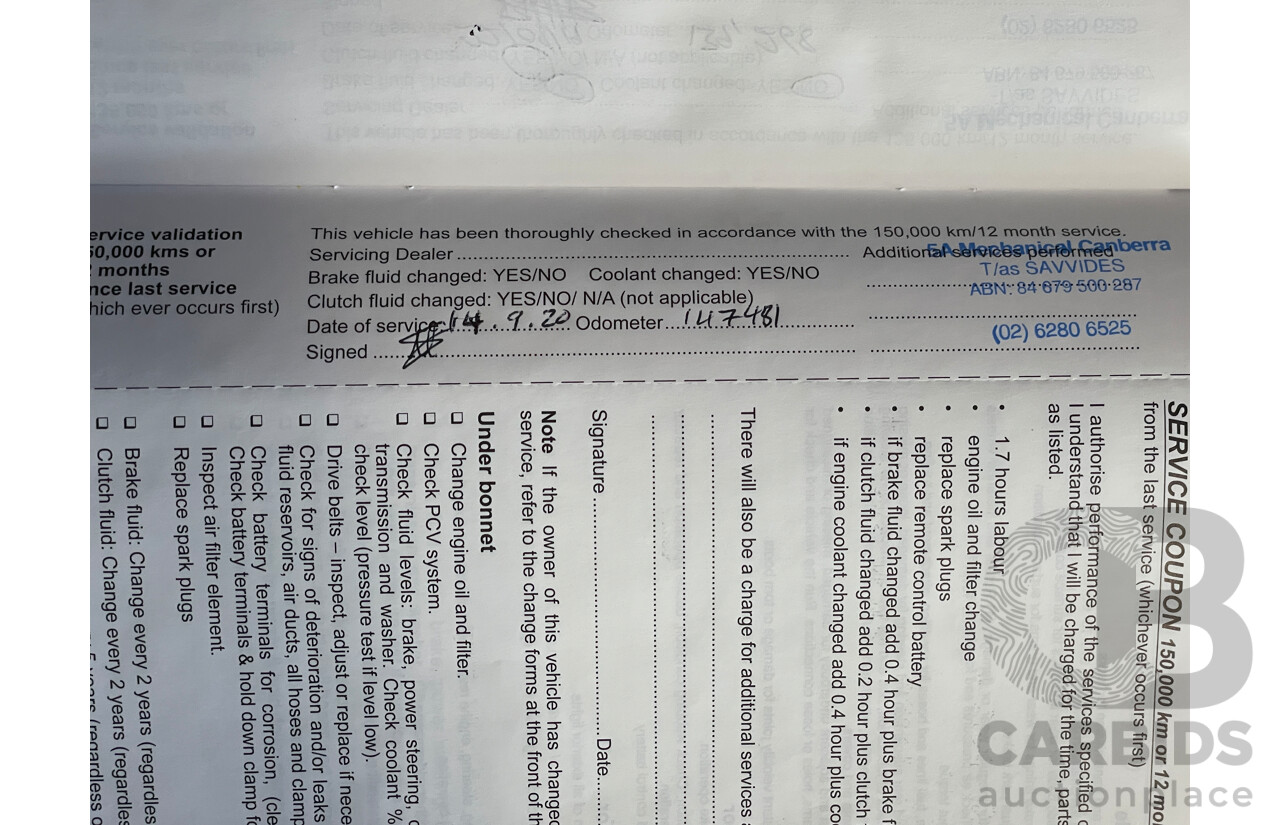 ervice validation
50,000 kms or
2 months
nce last service
hich ever occurs first)
This vehicle has been thoroughly checked in accordance with the 150,000 km/12 month service.
Servicing Dealer
Additional services performed
Brake fluid changed: YES/NO Coolant changed: YES/NO
Clutch fluid changed: YES/NO/ N/A (not applicable)
Date of service 14.9.20 Odometer 147481
Signed
5A Mechanical Canberra
T/as SAVVIDES
ABN: 84 679 500 287
(02) 6280 6525
SERVICE COUPON 150,000 km or 12 mo
from the last service (whichever occurs first)
I authorise performance of the services specified
I understand that I will be charged for the time, parts
as listed.
• 1.7 hours labour
• engine oil and filter change
• replace spark plugs
• replace remote control battery
• if brake fluid changed add 0.4 hour plus brake f
• if clutch fluid changed add 0.2 hour plus clutch
• if engine coolant changed add 0.4 hour plus co
There will also be a charge for additional services
Signature Date
Note If the owner of this vehicle has changed
service, refer to the change forms at the front of th
Under bonnet
❑ Change engine oil and filter.
❑ Check PCV system.
❑ Check fluid levels: brake, power steering, c
transmission and washer. Check coolant %
check level (pressure test if level low).
❑ Drive belts – inspect, adjust or replace if nece
❑ Check for signs of deterioration and/or leaks
fluid reservoirs, air ducts, all hoses and clamp
❑ Check battery terminals for corrosion, (cle
Check battery terminals & hold down clamp fo
❑ Inspect air filter element.
❑ Replace spark plugs
❑ Brake fluid: Change every 2 years (regardles
❑ Clutch fluid: Change every 2 years (regardles
CARBIDS
auctionplace